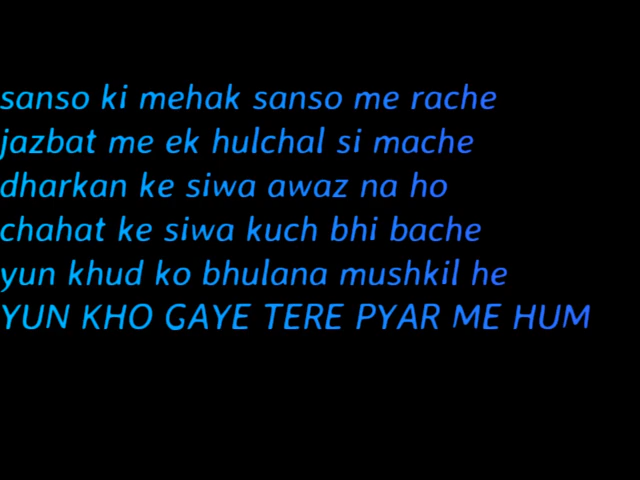 sanso ki mehak sanso me rache
jazbat me ek hulchal si mache
dharkan ke siwa awaz na ho
chahat ke siwa kuch bhi bache
yun khud ko bhulana mushkil he
YUN KHO GAYE TERE PYAR ME HUM